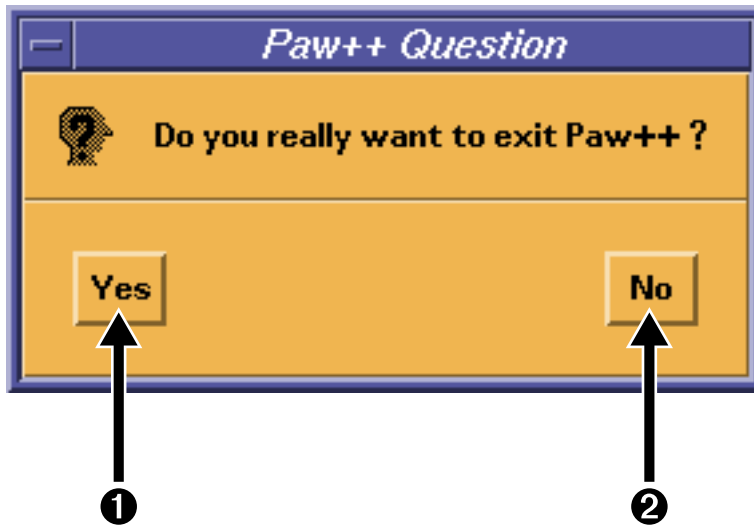 Paw++ Question
Do you really want to exit Paw++ ?
Yes No
❶ ❷